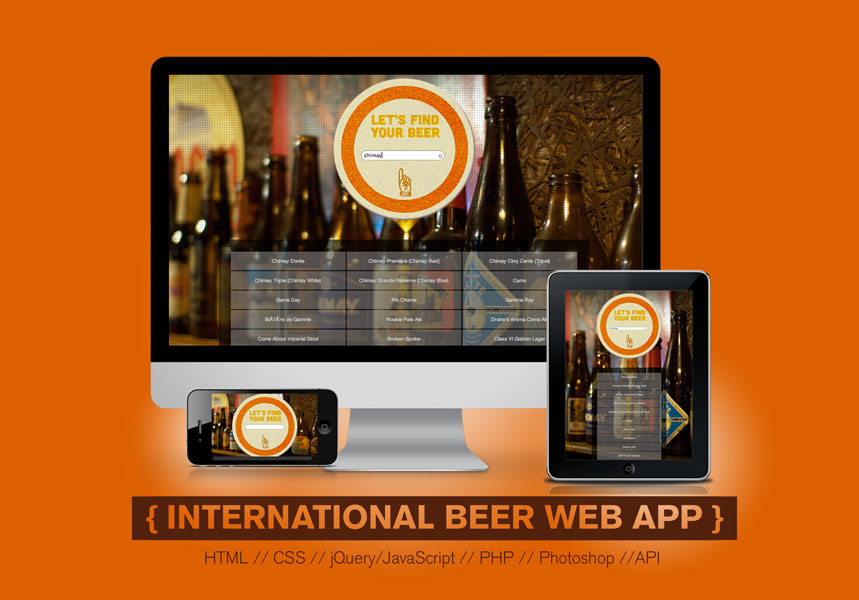 LET'S FIND
YOUR BEER
chimay
Chimay Dorée Chimay Première (Chimay Red) Chimay Cinq Cents (Tripel)
Chimay Triple (Chimay White) Chimay Grande Réserve (Chimay Blue) Camo
Game Day Rio Chama Gamma Ray
Rookie Pale Ale Drake's Aroma Coma
Come About Imperial Stout Broken Spoke Class VI Golden Lager
LET'S FIND
YOUR BEER
LET'S FIND
YOUR BEER
{ INTERNATIONAL BEER WEB APP }
HTML // CSS // jQuery/JavaScript // PHP // Photoshop //API